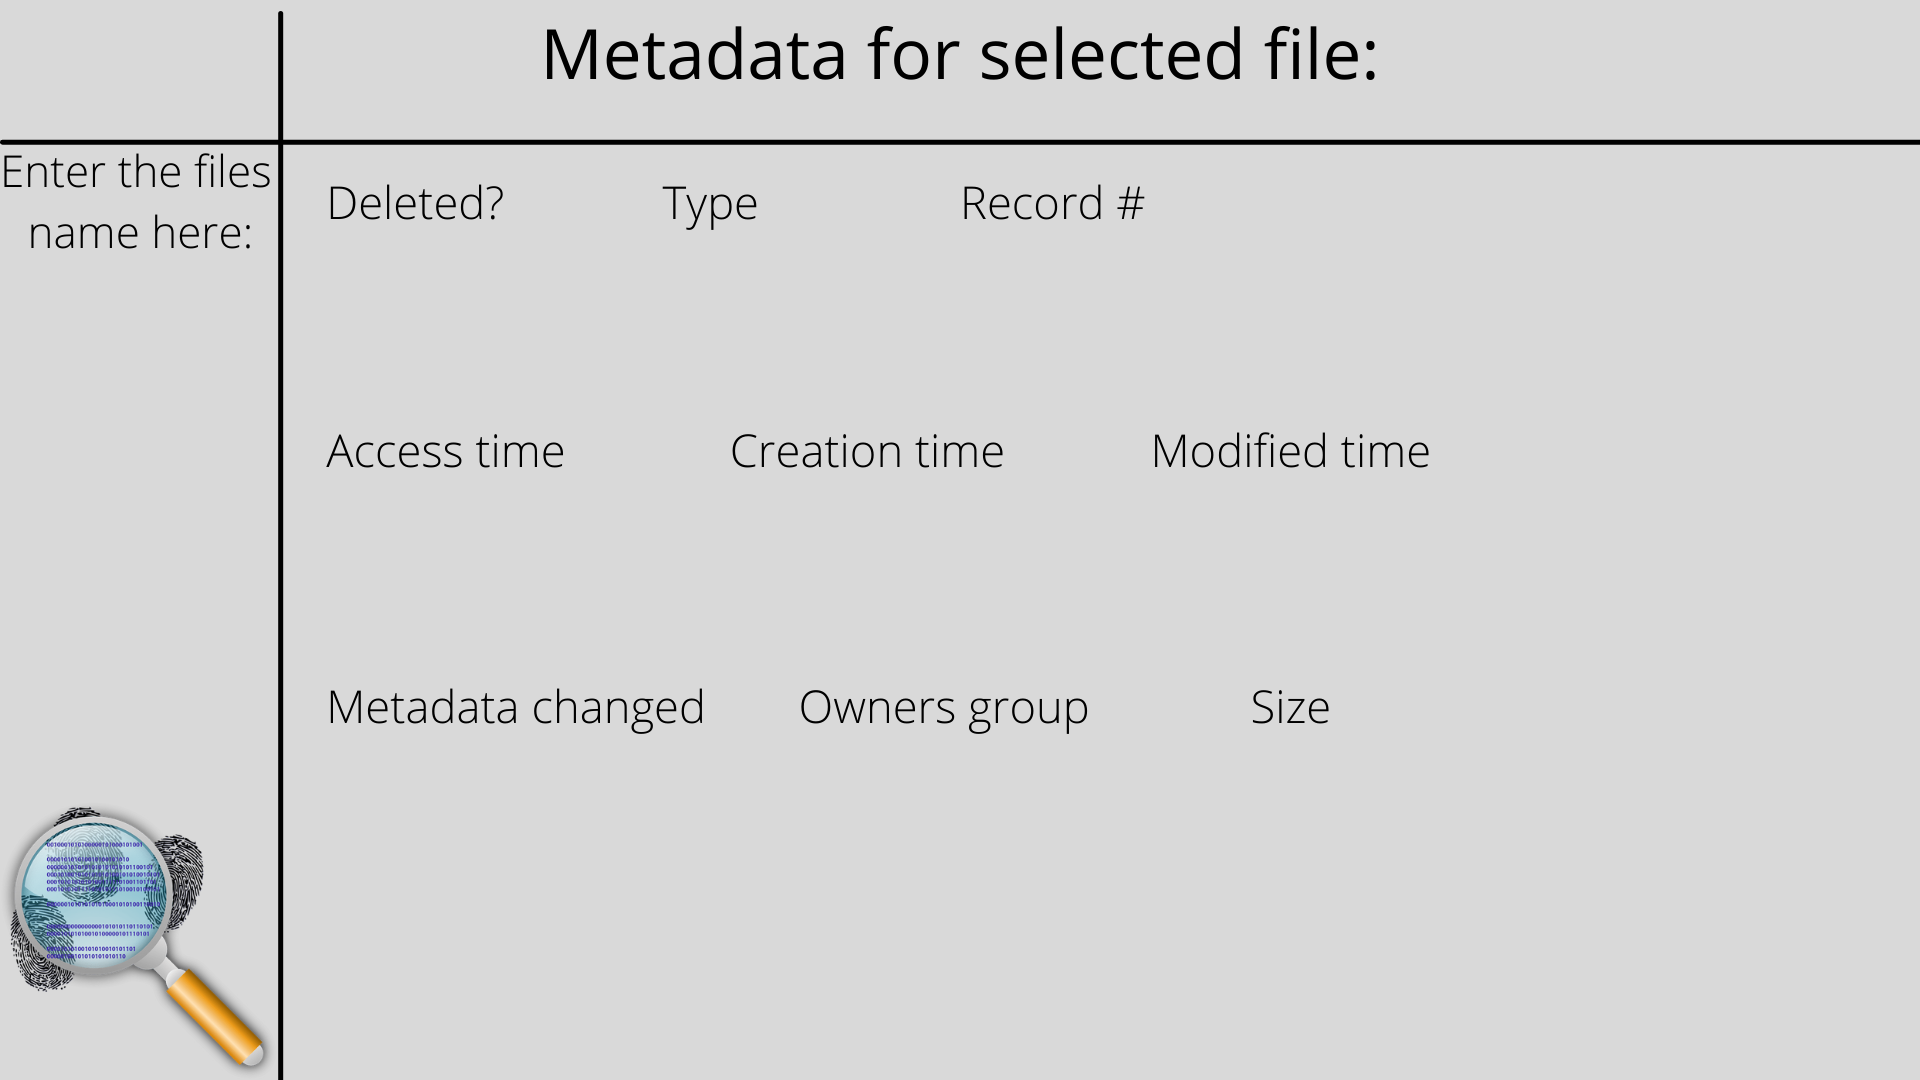 Metadata for selected file:
Enter the files
name here:
Deleted? Type Record #
Access time Creation time Modified time
Metadata changed Owners group Size